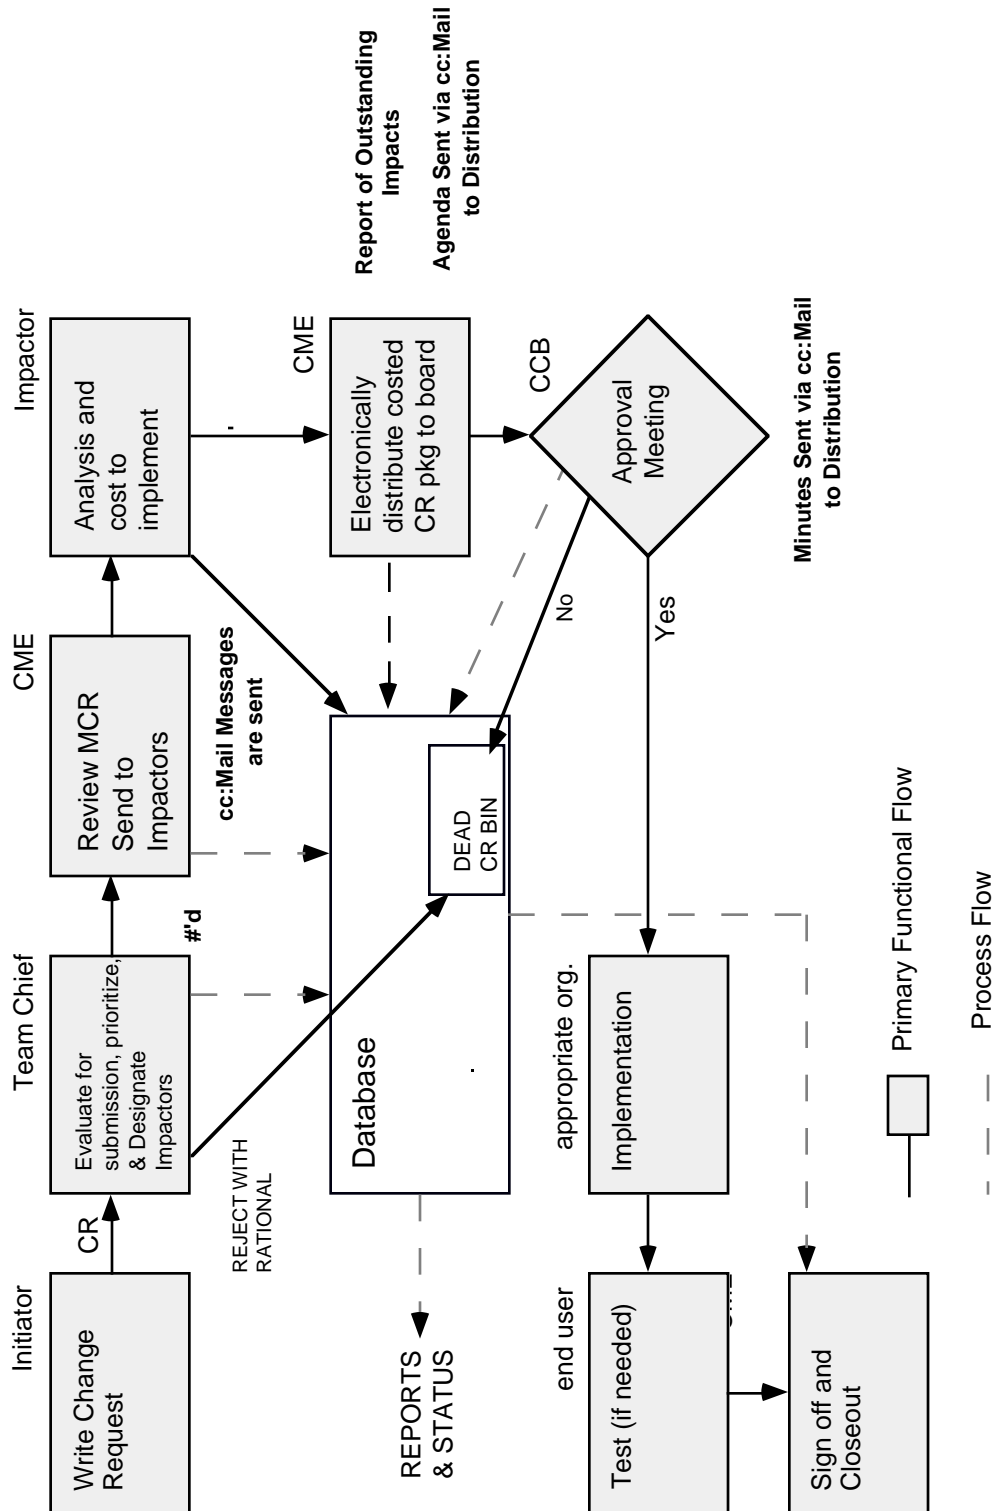 Initiator
Write Change
Request
CR
Team Chief
Evaluate for
submission, prioritize,
& Designate
Impactors
#'d
CME
Review MCR
Send to
Impactors
Impactor
Analysis and
cost to
implement
REJECT WITH
RATIONAL
cc:Mail Messages
are sent
CME
Electronically
distribute costed
CR pkg to board
Report of Outstanding
Impacts
Agenda Sent via cc:Mail
to Distribution
Database
DEAD
CR BIN
REPORTS
& STATUS
CCB
Approval
Meeting
No
Yes
Minutes Sent via cc:Mail
to Distribution
appropriate org.
Implementation
end user
Test (if needed)
Sign off and
Closeout
Primary Functional Flow
Process Flow